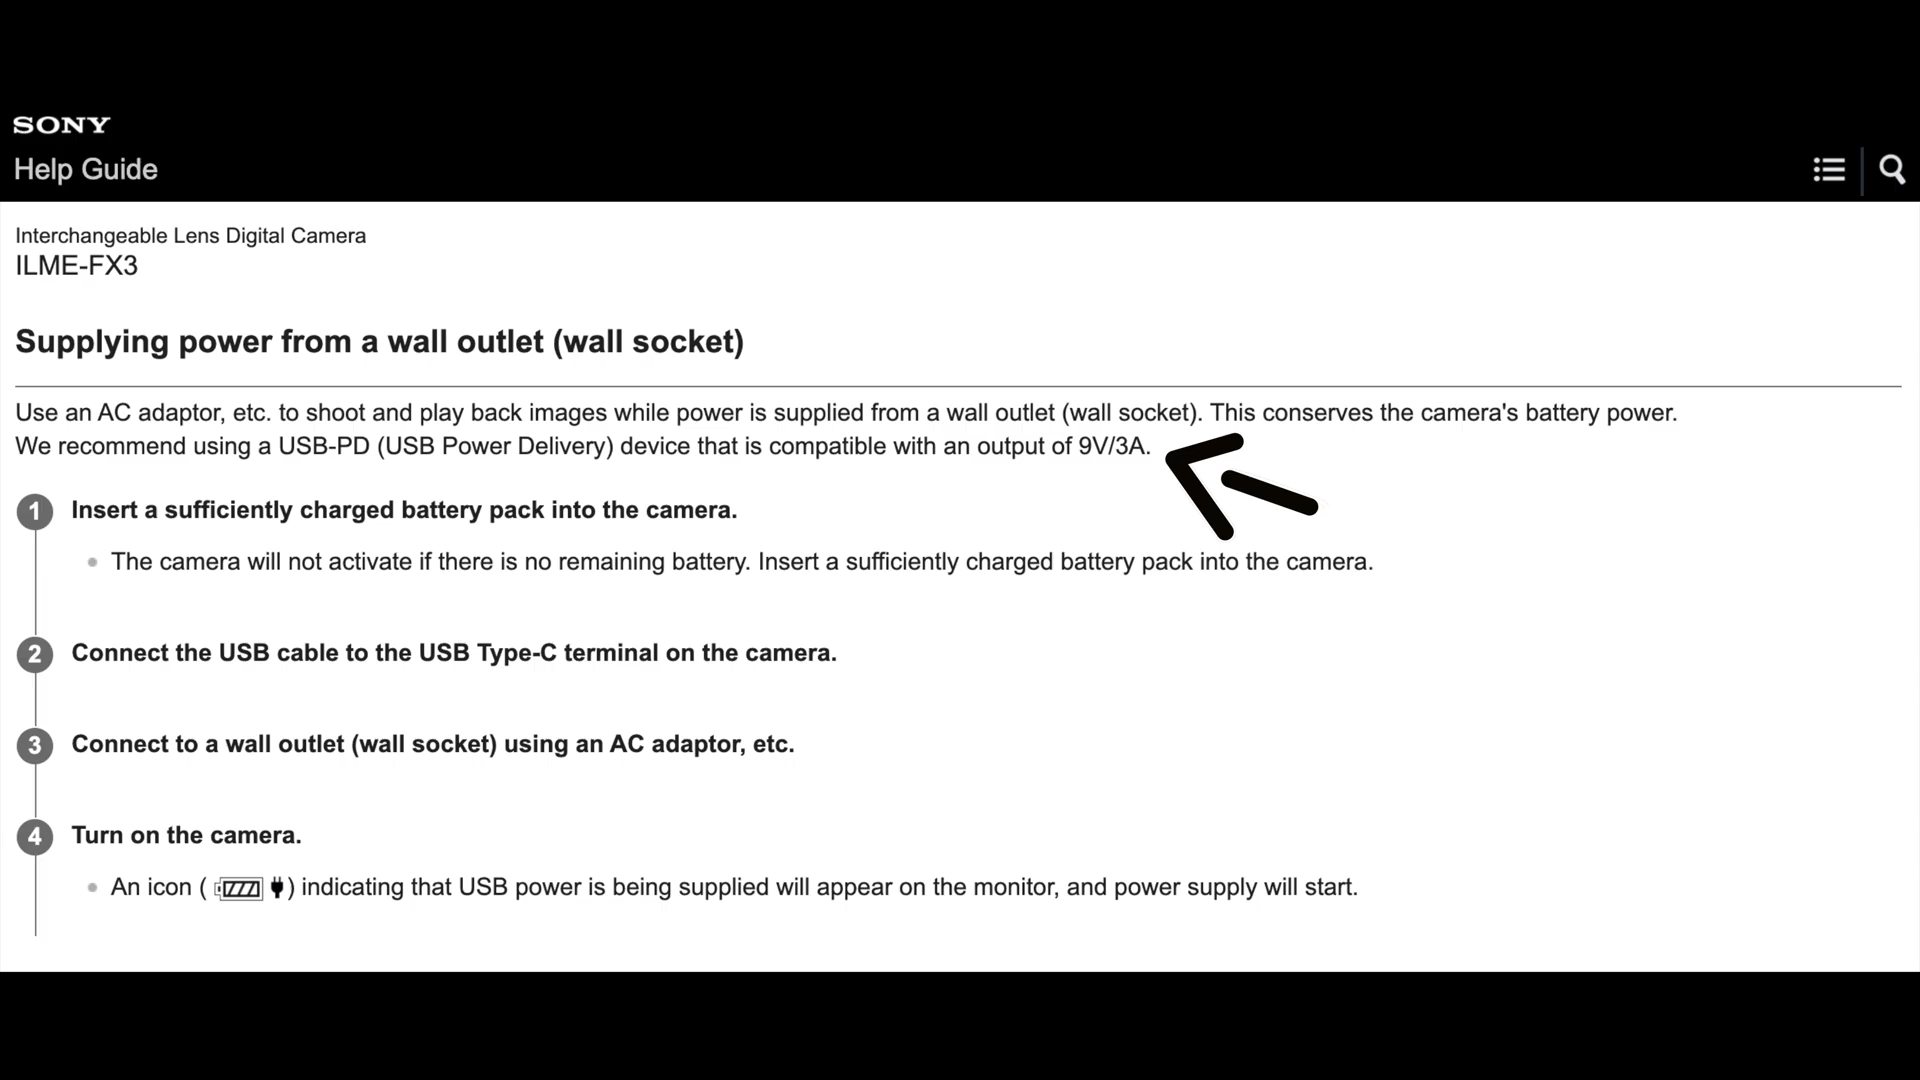 SONY
Help Guide
Interchangeable Lens Digital Camera
ILME-FX3
Supplying power from a wall outlet (wall socket)
Use an AC adaptor, etc. to shoot and play back images while power is supplied from a wall outlet (wall socket). This conserves the camera's battery power.
We recommend using a USB-PD (USB Power Delivery) device that is compatible with an output of 9V/3A.
1 Insert a sufficiently charged battery pack into the camera.
The camera will not activate if there is no remaining battery. Insert a sufficiently charged battery pack into the camera.
2 Connect the USB cable to the USB Type-C terminal on the camera.
3 Connect to a wall outlet (wall socket) using an AC adaptor, etc.
4 Turn on the camera.
An icon ( ) indicating that USB power is being supplied will appear on the monitor, and power supply will start.